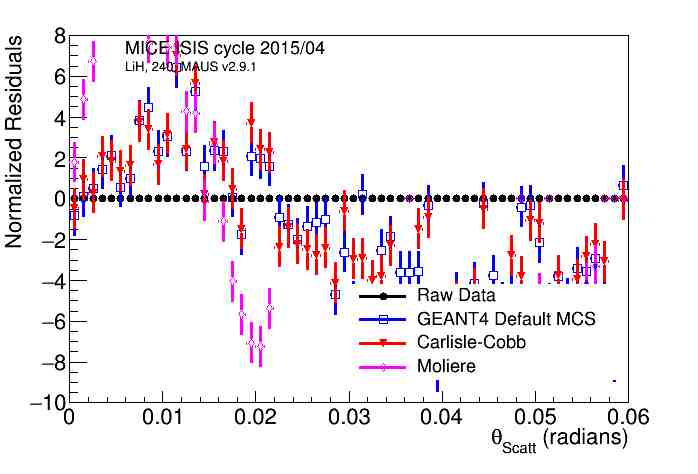 MICE ISIS cycle 2015/04
LiH, 240, MAUS v2.9.1
Normalized Residuals
8
6
4
2
0
−2
−4
−6
−8
−10
Raw Data
GEANT4 Default MCS
Carlisle-Cobb
Moliere
0 0.01 0.02 0.03 0.04 0.05 0.06
θScatt (radians)